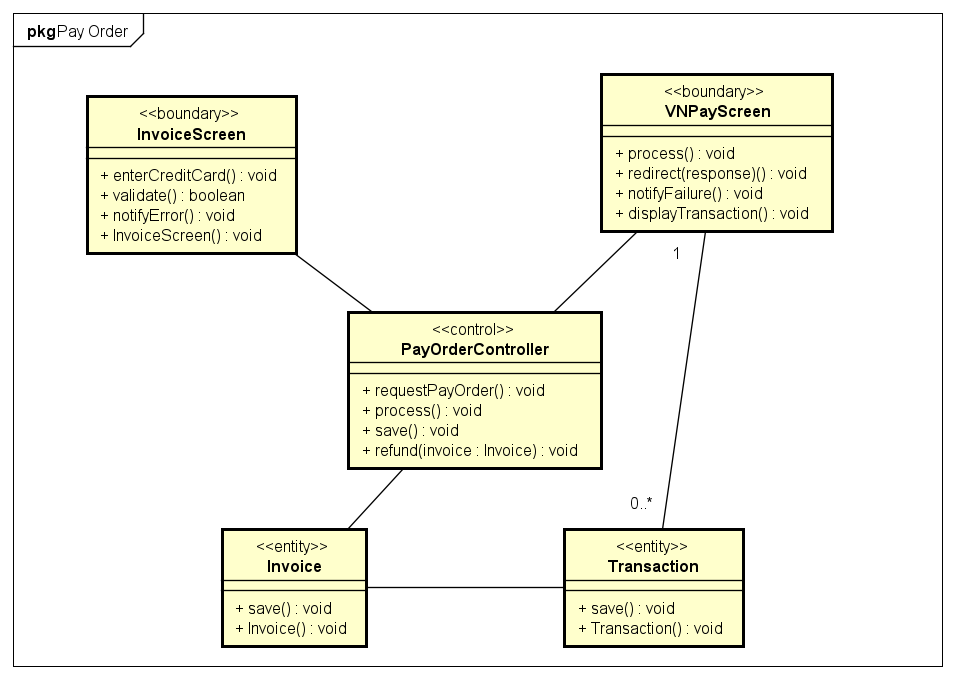 pkgPay Order
<<boundary>>
InvoiceScreen
+ enterCreditCard() : void
+ validate() : boolean
+ notifyError() : void
+ InvoiceScreen() : void
<<boundary>>
VNPayScreen
+ process() : void
+ redirect(response)() : void
+ notifyFailure() : void
+ displayTransaction() : void
1
<<control>>
PayOrderController
+ requestPayOrder() : void
+ process() : void
+ save() : void
+ refund(invoice : Invoice) : void
0..*
<<entity>>
Invoice
+ save() : void
+ Invoice() : void
<<entity>>
Transaction
+ save() : void
+ Transaction() : void